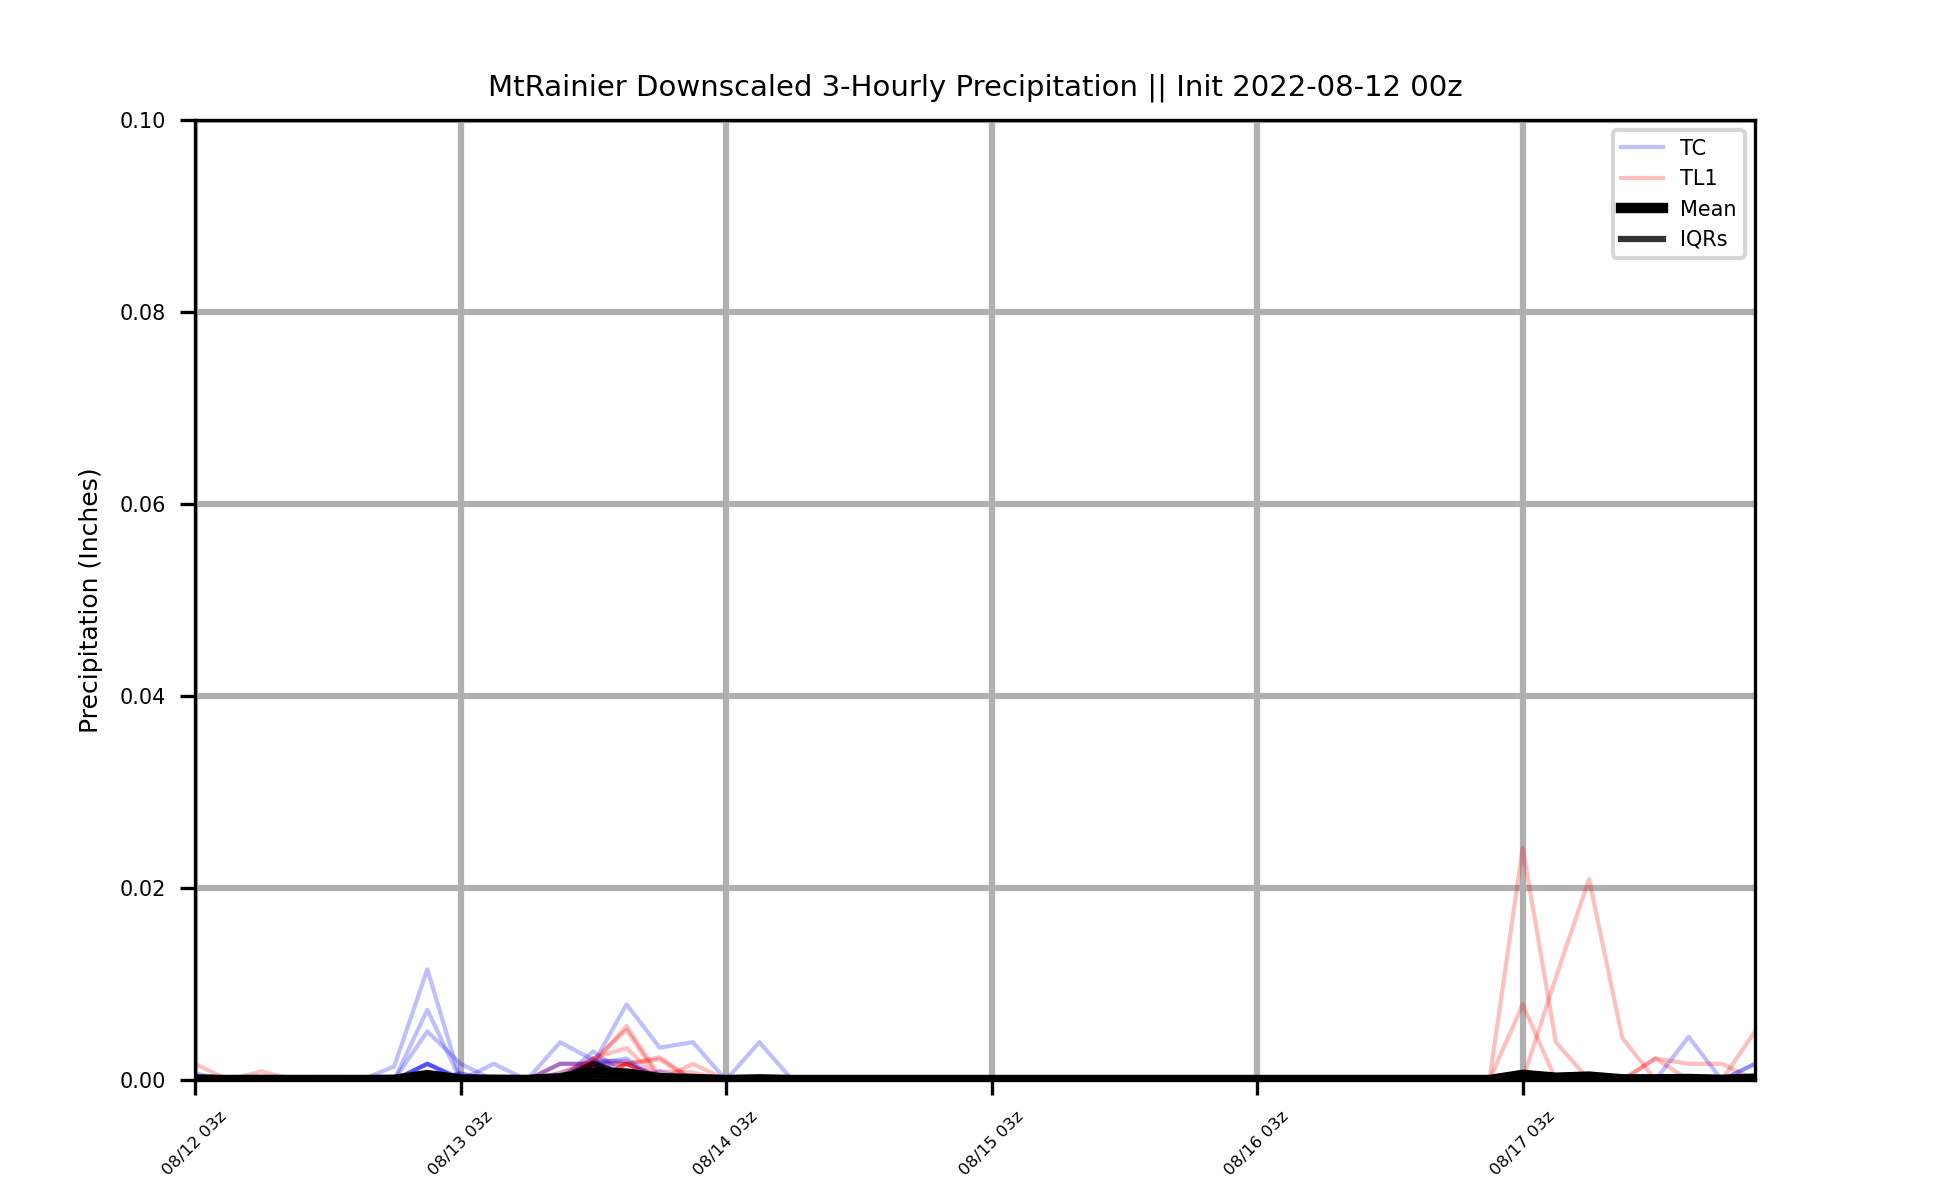 MtRainier Downscaled 3-Hourly Precipitation || Init 2022-08-12 00z
Precipitation (Inches)
0.10
0.08
0.06
0.04
0.02
0.00
TC
TL1
Mean
IQRs
08/12 03z
08/13 03z
08/14 03z
08/15 03z
08/16 03z
08/17 03z